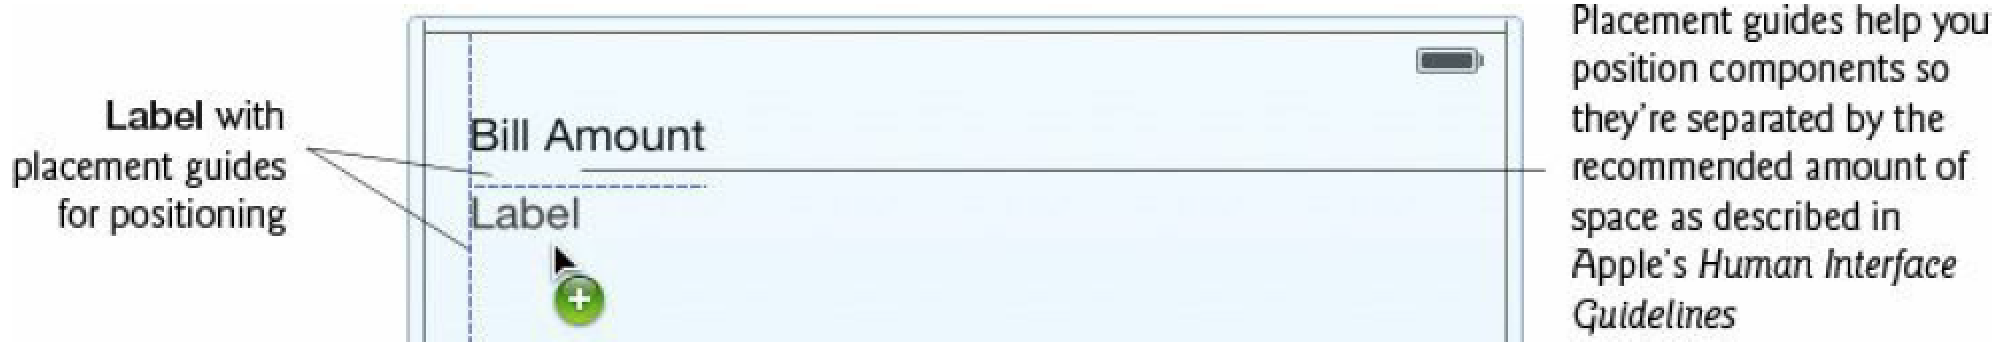 Label with
placement guides
for positioning
Bill Amount
Label
Placement guides help you
position components so
they're separated by the
recommended amount of
space as described in
Apple's Human Interface
Guidelines